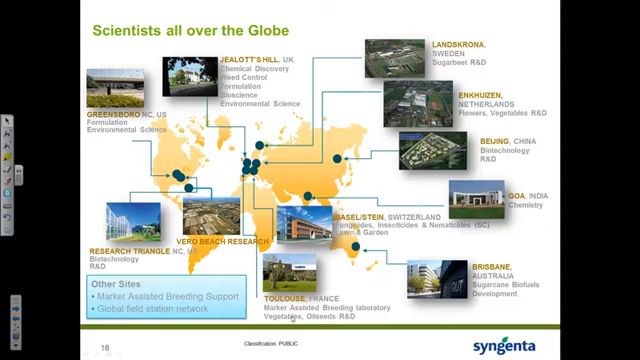 Scientists all over the Globe
LANDSKRONA,
SWEDEN
Sugarbeet R&D
JEALOTT'S HILL, UK
Chemical Discovery
Weed Control
Formulation
Bioscience
Environmental Science
GREENSBORO NC, US
Formulation
Environmental Science
ENKHUIZEN,
NETHERLANDS
Flowers, Vegetables R&D
BEIJING, CHINA
Biotechnology
R&D
GOA, INDIA
Chemistry
VERO BEACH RESEARCH
STEIN, SWITZERLAND
Fungicides, Insecticides & Nematicides (SC)
Lawn & Garden
RESEARCH TRIANGLE NC, US
Biotechnology
R&D
BRISBANE,
AUSTRALIA
Sugarcane Biofuels
Development
Other Sites:
• Marker Assisted Breeding Support
• Global field station network
TOULOUSE, FRANCE
Marker Assisted Breeding laboratory
Vegetables, Oilseeds R&D
18
Classification PUBLIC
syngenta